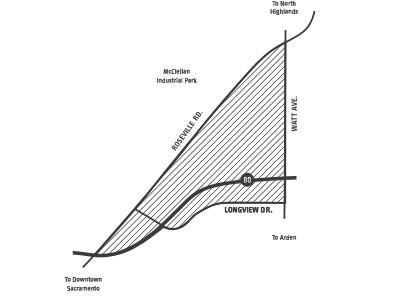 To North
Highlands
McClellan
Industrial Park
ROSEVILLE RD.
WATT AVE.
80
LONGVIEW DR.
To Arden
To Downtown
Sacramento